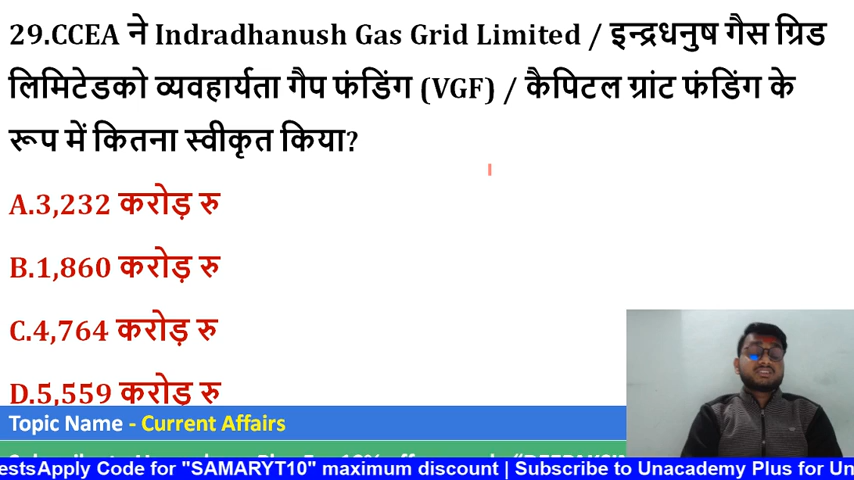 29.CCEA ने Indradhanush Gas Grid Limited / इन्द्रधनुष गैस ग्रिड
लिमिटेडको व्यवहार्यता गैप फंडिंग (VGF) / कैपिटल ग्रांट फंडिंग के
रूप में कितना स्वीकृत किया?
A.3,232 करोड़ रु
B.1,860 करोड़ रु
C.4,764 करोड़ रु
D.5,559 करोड़ रु
Topic Name - Current Affairs
estsApply Code for "SAMARYT10" maximum discount | Subscribe to Unacademy Plus for Un